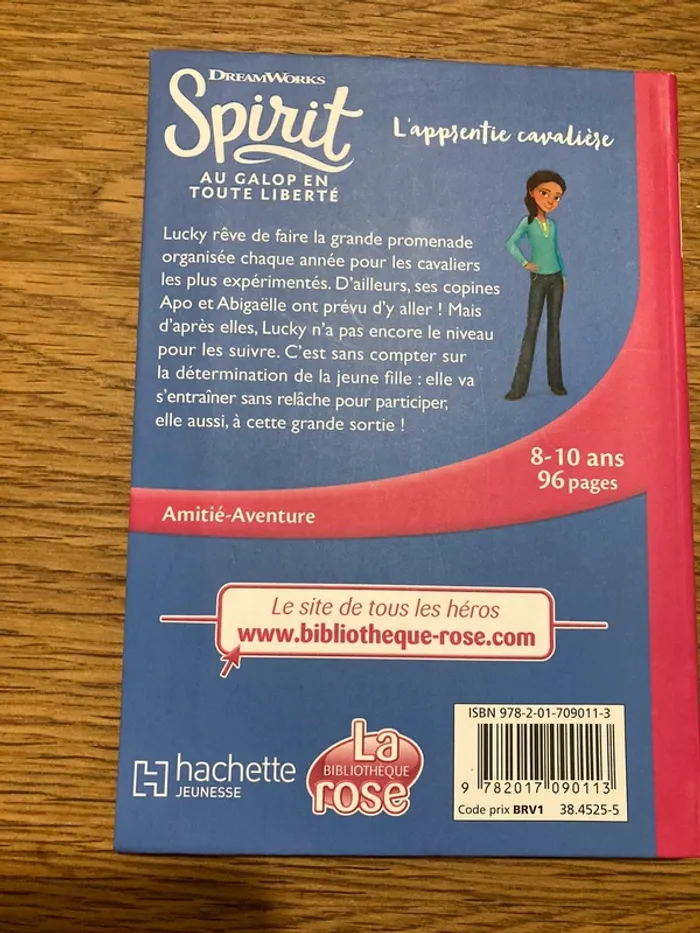 DREAMWORKS
Spirit
AU GALOP EN
TOUTE LIBERTÉ
L'apprentie cavalière
Lucky rêve de faire la grande promenade
organisée chaque année pour les cavaliers
les plus expérimentés. D'ailleurs, ses copines
Apo et Abigaëlle ont prévu d'y aller ! Mais
d'après elles, Lucky n'a pas encore le niveau
pour les suivre. C'est sans compter sur
la détermination de la jeune fille : elle va
s'entraîner sans relâche pour participer,
elle aussi, à cette grande sortie !
8-10 ans
96 pages
Amitié-Aventure
Le site de tous les héros
www.bibliotheque-rose.com
hachette
JEUNESSE
La
BIBLIOTHÈQUE
rose
ISBN 978-2-01-709011-3
9 782017 090113
Code prix BRV1 38.4525-5